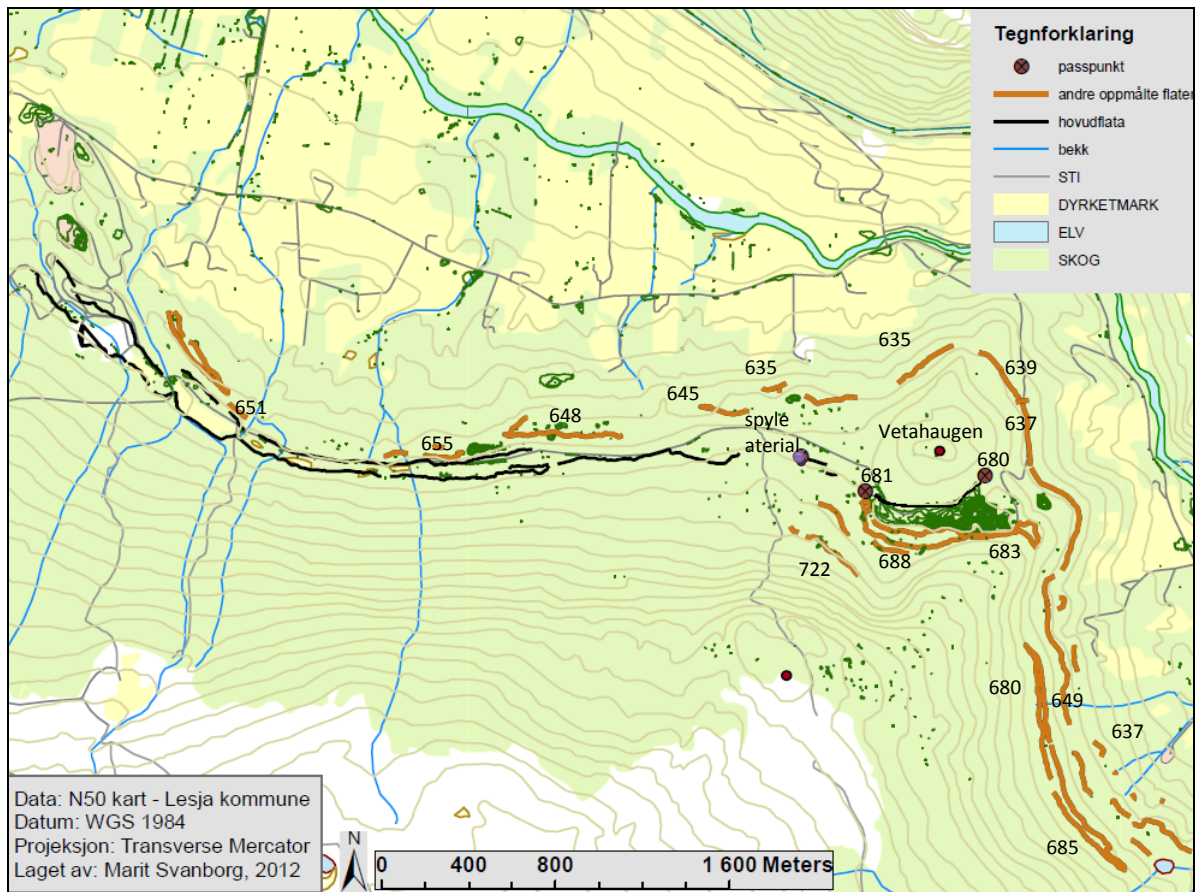 Tegnforklaring
passpunkt
andre oppmålte flater
hovudflata
bekk
STI
DYRKETMARK
ELV
SKOG
635
639
635
645
637
651
648
655
spyle
aterial
Vetahaugen
681
680
683
688
722
680
649
637
685
Data: N50 kart - Lesja kommune
Datum: WGS 1984
Projeksjon: Transverse Mercator
Laget av: Marit Svanborg, 2012
N
0 400 800 1 600 Meters